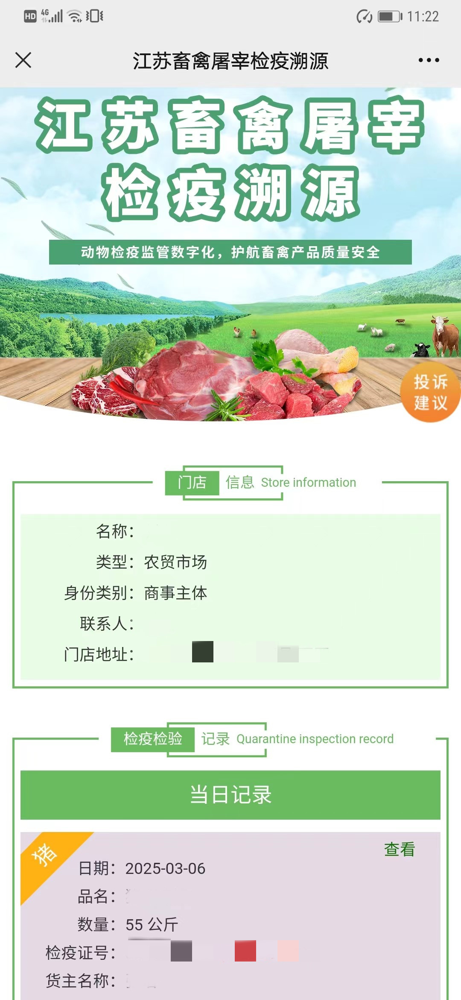 HD 4G 11:22
江苏畜禽屠宰检疫溯源
江苏畜禽屠宰
检疫溯源
动物检疫监管数字化，护航畜禽产品质量安全
投诉
建议
门店 信息 Store information
名称：
类型：农贸市场
身份类别：商事主体
联系人：
门店地址：
检疫检验 记录 Quarantine inspection record
当日记录
猪
查看
日期：2025-03-06
品名：
数量：55 公斤
检疫证号：
货主名称：